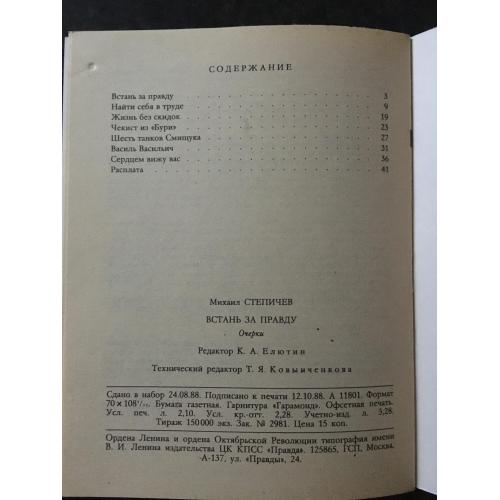 СОДЕРЖАНИЕ
Встань за правду . . . . . . . . . . . . . . . 3
Найти себя в труде . . . . . . . . . . . . . . . 9
Жизнь без скидок . . . . . . . . . . . . . . . 19
Чекист из «Бури» . . . . . . . . . . . . . . . 23
Шесть танков Смищука . . . . . . . . . . . . . . . 27
Василь Васильич . . . . . . . . . . . . . . . 31
Сердцем вижу вас . . . . . . . . . . . . . . . 36
Расплата . . . . . . . . . . . . . . . 41
Михаил СТЕПИЧЕВ
ВСТАНЬ ЗА ПРАВДУ
Очерки
Редактор К. А. Елютин
Технический редактор Т. Я. Ковынченкова
Сдано в набор 24.08.88. Подписано к печати 12.10.88. А 11801. Формат
70 × 108¹/₃₂. Бумага газетная. Гарнитура «Гарамонд». Офсетная печать.
Усл. печ. л. 2,10. Усл. кр.-отт. 2,28. Учетно-изд. л. 3,28.
Тираж 150 000 экз. Зак. № 2981. Цена 15 коп.
Ордена Ленина и ордена Октябрьской Революции типография имени
В. И. Ленина издательства ЦК КПСС «Правда». 125865, ГСП, Москва,
А-137, ул. «Правды», 24.